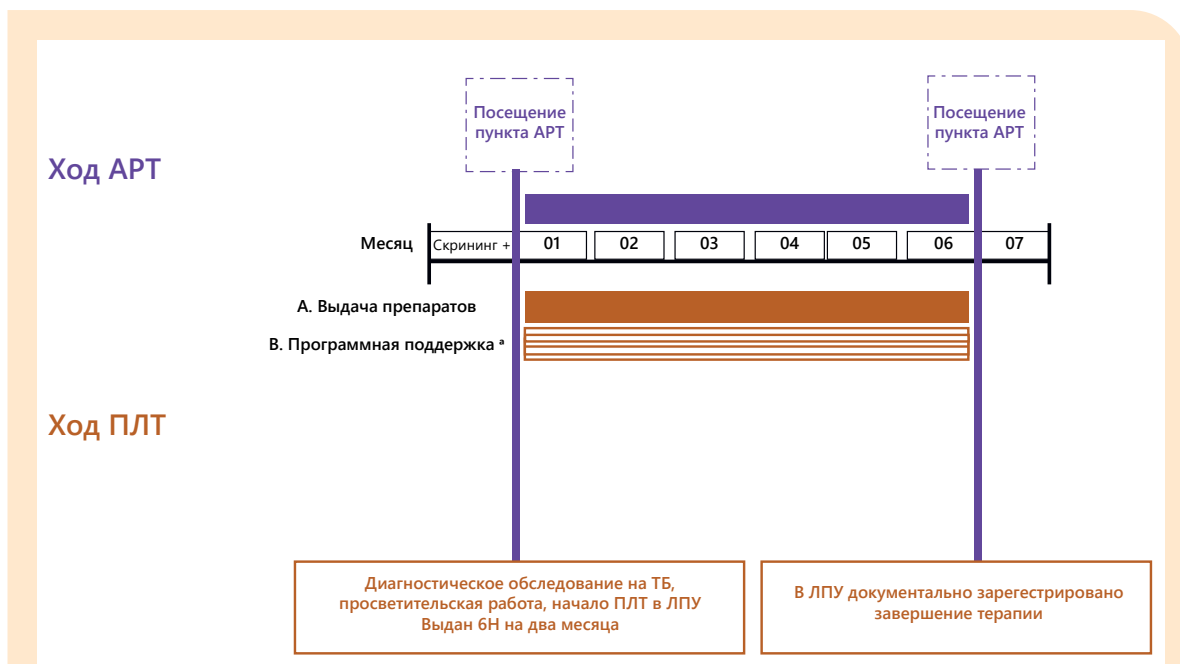 Посещение
пункта АРТ
Посещение
пункта АРТ
Ход АРТ
Месяц
Скрининг +
01
02
03
04
05
06
07
А. Выдача препаратов
В. Программная поддержка ª
Ход ПЛТ
Диагностическое обследование на ТБ,
просветительская работа, начало ПЛТ в ЛПУ
Выдан 6Н на два месяца
В ЛПУ документально зарегестрировано
завершение терапии